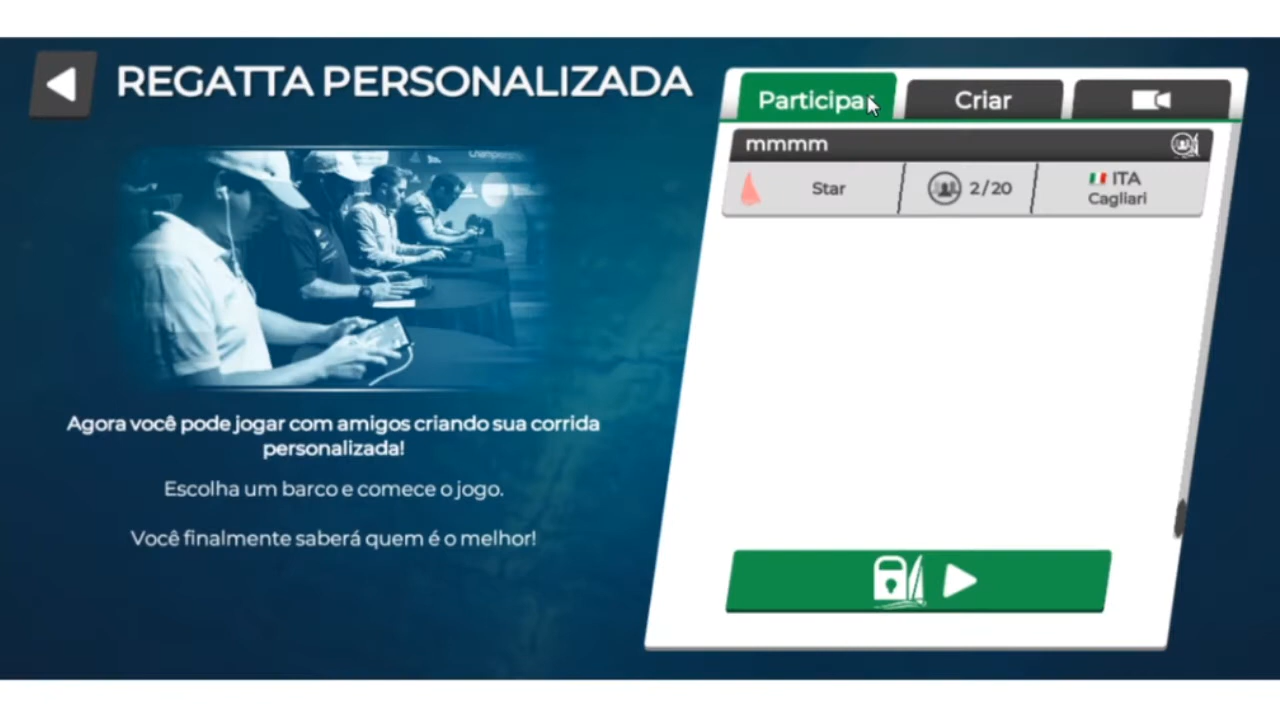 REGATTA PERSONALIZADA
Participar
Criar
mmmm
Star
2/20
ITA
Cagliari
Agora você pode jogar com amigos criando sua corrida
personalizada!
Escolha um barco e comece o jogo.
Você finalmente saberá quem é o melhor!